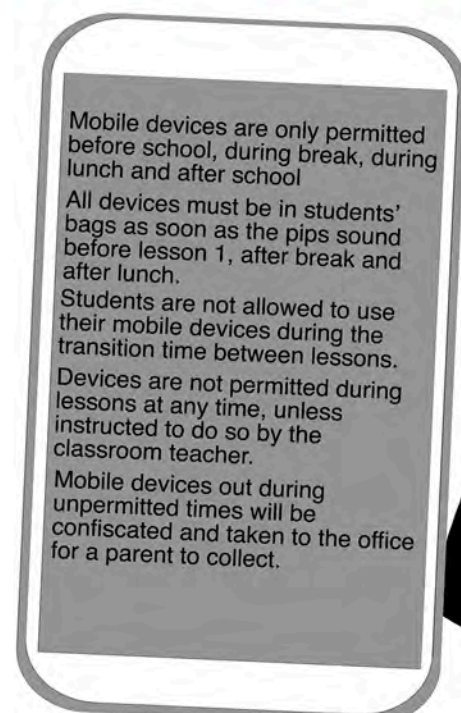 Mobile devices are only permitted
before school, during break, during
lunch and after school
All devices must be in students'
bags as soon as the pips sound
before lesson 1, after break and
after lunch.
Students are not allowed to use
their mobile devices during the
transition time between lessons.
Devices are not permitted during
lessons at any time, unless
instructed to do so by the
classroom teacher.
Mobile devices out during
unpermitted times will be
confiscated and taken to the office
for a parent to collect.